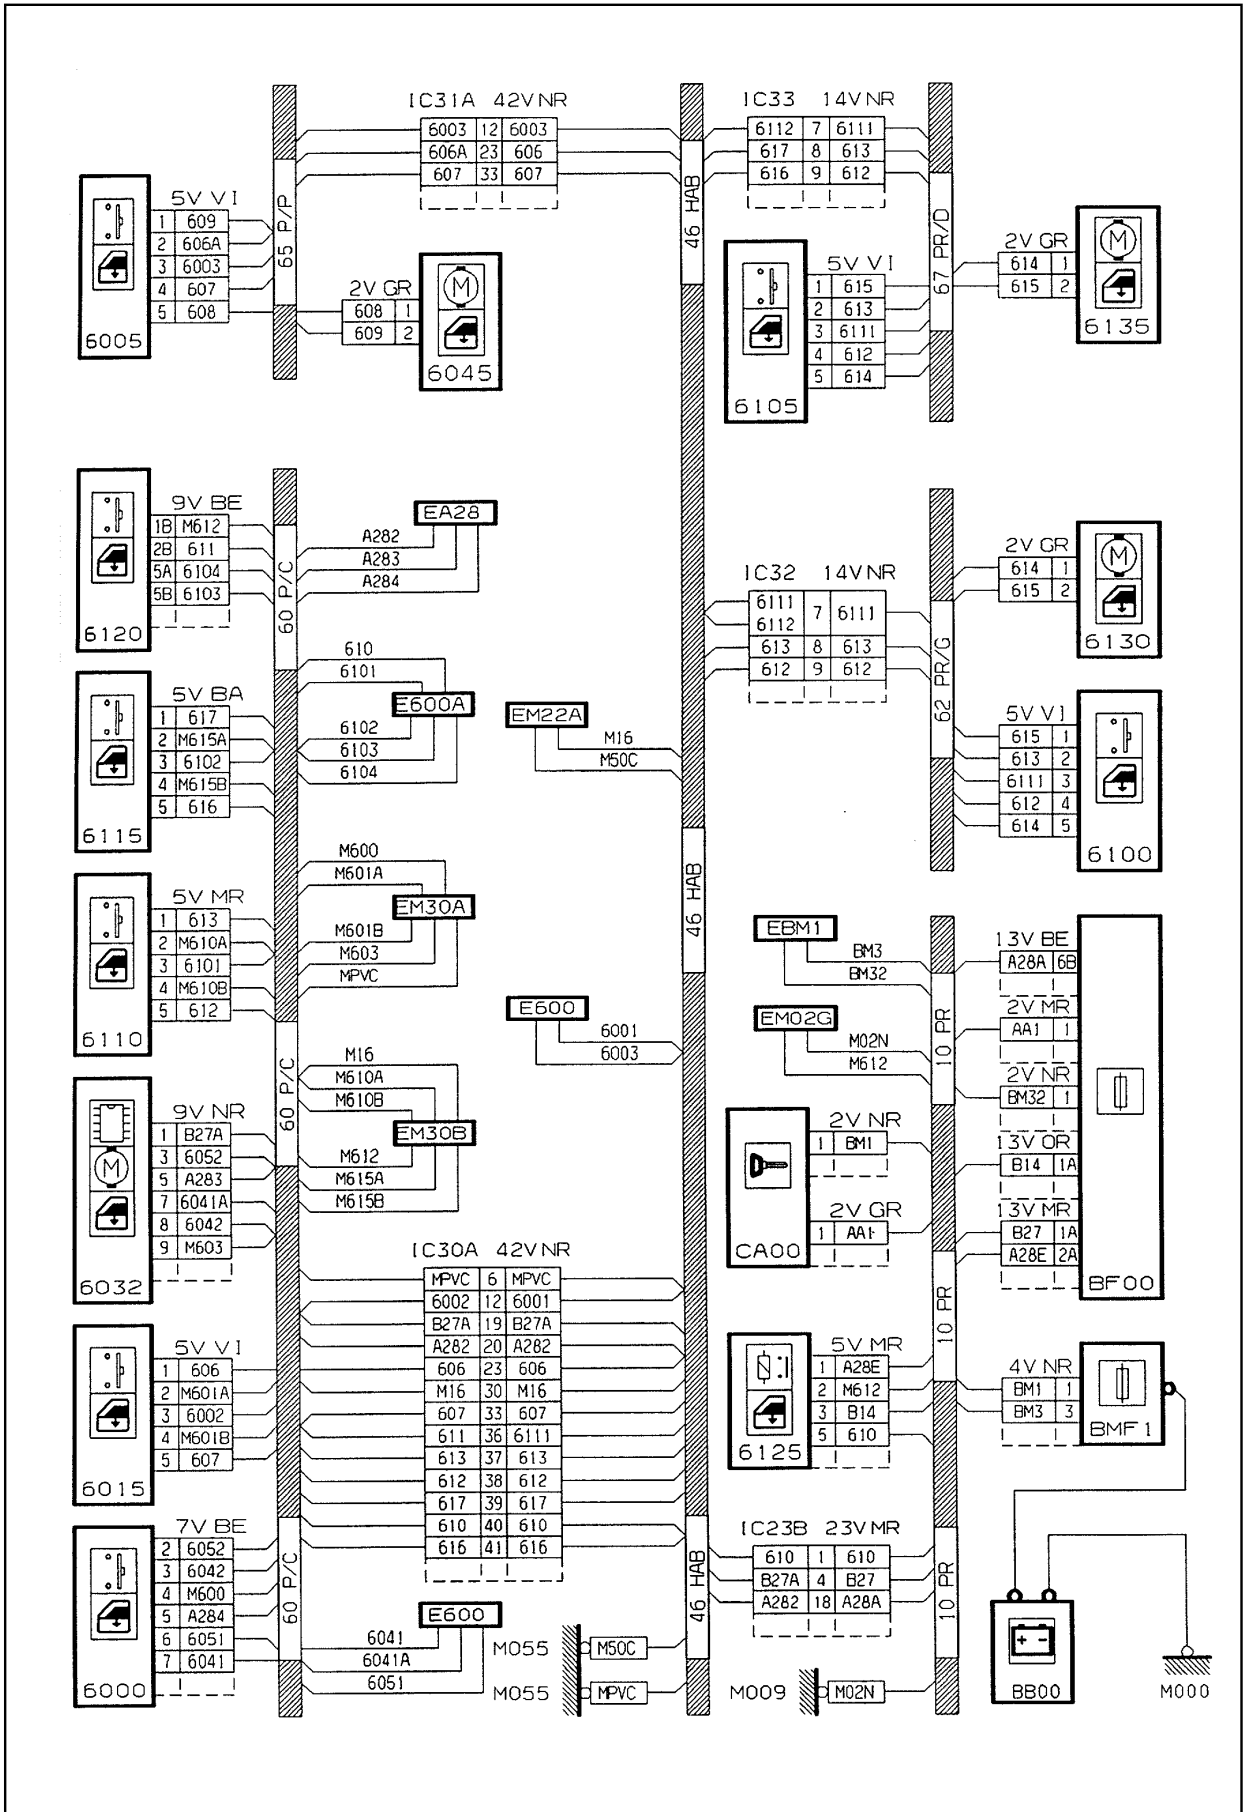 IC31A 42VNR
6003 12 6003
606A 23 606
607 33 607
IC33 14VNR
6112 7 6111
617 8 613
616 9 612
65 P/P
46 HAB
67 PR/D
5V VI
1 609
2 606A
3 6003
4 607
5 608
6005
2V GR
608 1
609 2
6045
5V VI
1 615
2 613
3 6111
4 612
5 614
6105
2V GR
614 1
615 2
6135
9V BE
1B M612
2B 611
5A 6104
5B 6103
6120
60 P/C
EA28
A282
A283
A284
IC32 14VNR
6111
6112
7 6111
613 8 613
612 9 612
62 PR/G
2V GR
614 1
615 2
6130
5V BA
1 617
2 M615A
3 6102
4 M615B
5 616
6115
610
6101
E600A
6102
6103
6104
EM22A
M16
M50C
5V VI
615 1
613 2
6111 3
612 4
614 5
6100
5V MR
1 613
2 M610A
3 6101
4 M610B
5 612
6110
M600
M601A
EM30A
M601B
M603
MPVC
46 HAB
E600
6001
6003
EBM1
BM3
BM32
EM02G
M02N
M612
10 PR
13V BE
A28A 6B
2V MR
AA1 1
2V NR
BM32 1
13V OR
B14 1A
13V MR
B27 1A
A28E 2A
BF00
9V NR
1 B27A
3 6052
5 A283
7 6041A
8 6042
9 M603
6032
60 P/C
M16
M610A
M610B
EM30B
M612
M615A
M615B
2V NR
1 BM1
2V GR
1 AA1
CA00
10 PR
IC30A 42VNR
MPVC 6 MPVC
6002 12 6001
B27A 19 B27A
A282 20 A282
606 23 606
M16 30 M16
607 33 607
611 36 6111
613 37 613
612 38 612
617 39 617
610 40 610
616 41 616
5V VI
1 606
2 M601A
3 6002
4 M601B
5 607
6015
5V MR
1 A28E
2 M612
3 B14
5 610
6125
4V NR
BM1 1
BM3 3
BMF1
7V BE
2 6052
3 6042
4 M600
5 A284
6 6051
7 6041
6000
60 P/C
E600
6041
6041A
6051
46 HAB
IC23B 23VMR
610 1 610
B27A 4 B27
A282 18 A28A
10 PR
M055 M50C
M055 MPVC
M009 M02N
+ -
BB00
M000